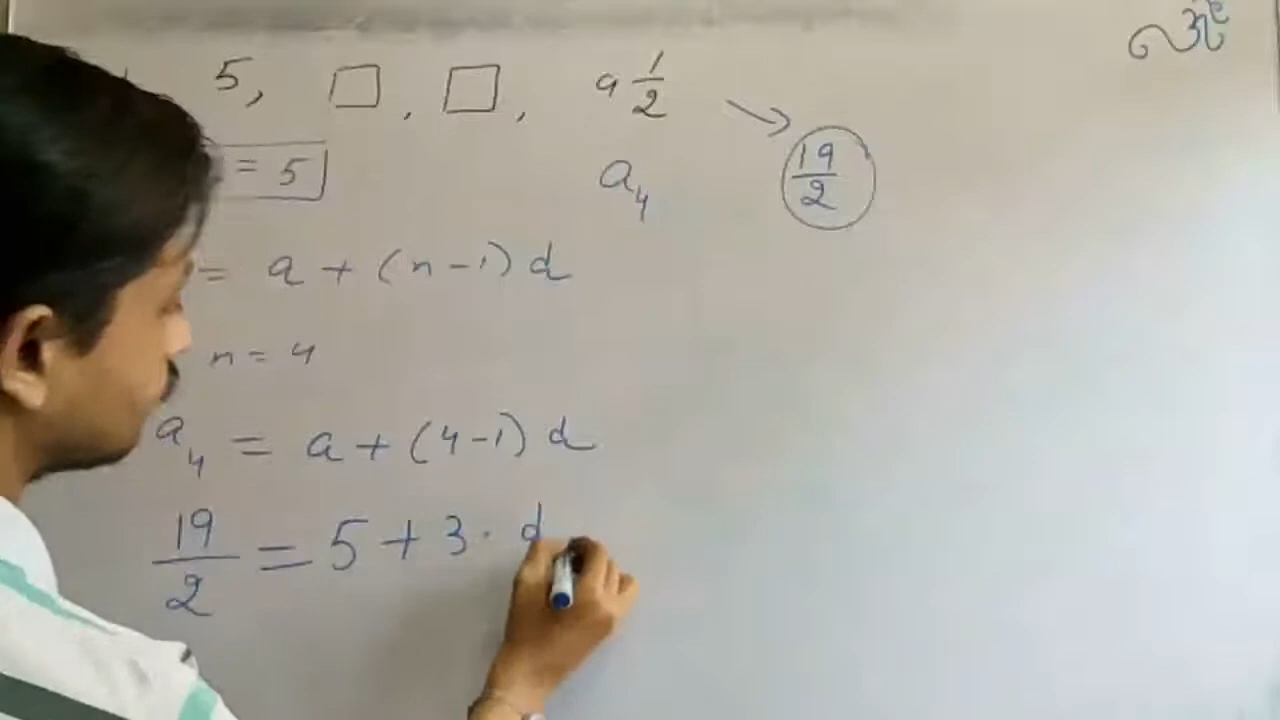 5, □, □, 9 1/2 → 19/2
= 5
a₄
= a + (n-1) d
n = 4
a₄ = a + (4-1) d
19/2 = 5 + 3 · d